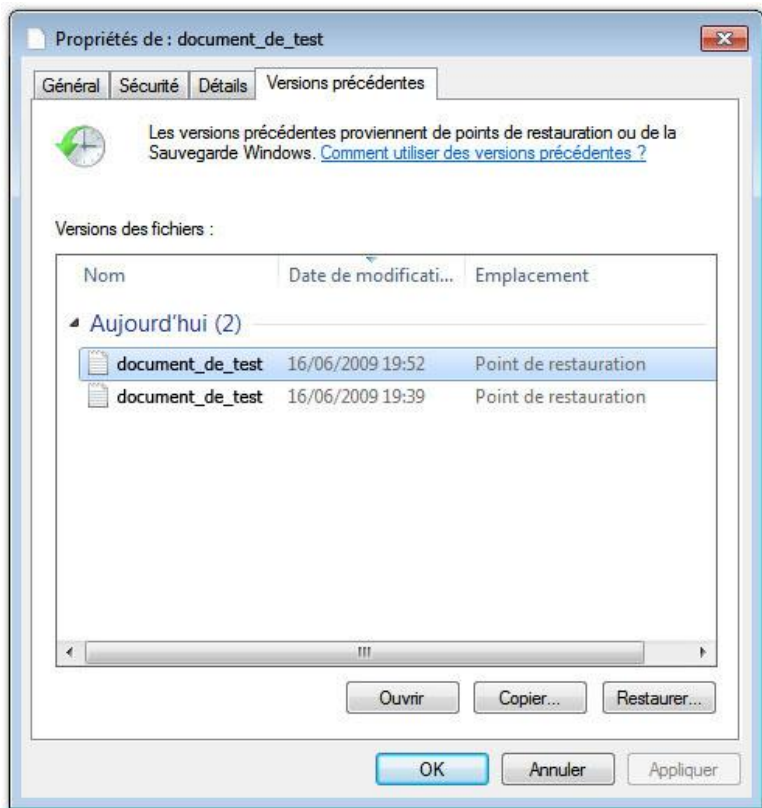 Propriétés de : document_de_test
Général Sécurité Détails Versions précédentes
Les versions précédentes proviennent de points de restauration ou de la
Sauvegarde Windows. Comment utiliser des versions précédentes ?
Versions des fichiers :
Nom Date de modificati... Emplacement
Aujourd'hui (2)
document_de_test 16/06/2009 19:52 Point de restauration
document_de_test 16/06/2009 19:39 Point de restauration
Ouvrir Copier... Restaurer...
OK Annuler Appliquer